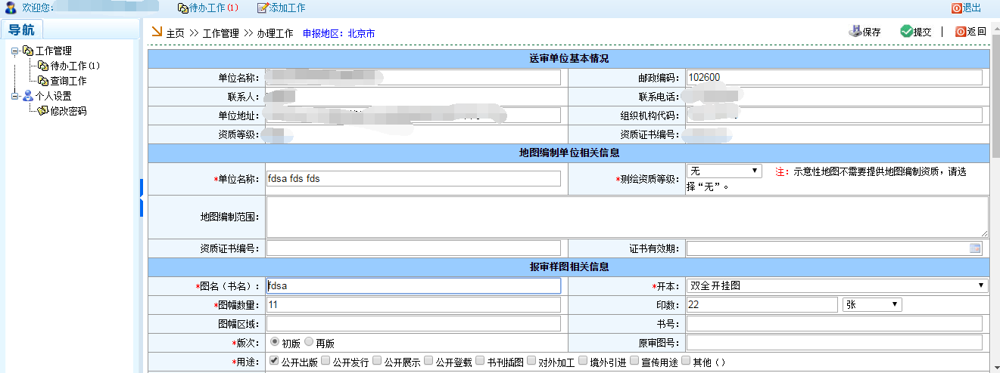 欢迎您: 待办工作(1) 添加工作 退出
导航
工作管理
待办工作(1)
查询工作
个人设置
修改密码
主页 >> 工作管理 >> 办理工作 申报地区：北京市 保存 提交 | 返回
送审单位基本情况
单位名称： 邮政编码：102600
联系人： 联系电话：
单位地址： 组织机构代码：
资质等级： 资质证书编号：
地图编制单位相关信息
*单位名称：fdsa fds fds *测绘资质等级：无 注：示意性地图不需要提供地图编制资质，请选
择“无”。
地图编制范围：
资质证书编号： 证书有效期：
报审样图相关信息
*图名（书名）：fdsa *开本：双全开挂图
*图幅数量：11 印数：22 张
图幅区域： 书号：
*版次：初版 再版 原审图号：
*用途：公开出版 公开发行 公开展示 公开登载 书刊插图 对外加工 境外引进 宣传用途 其他（）